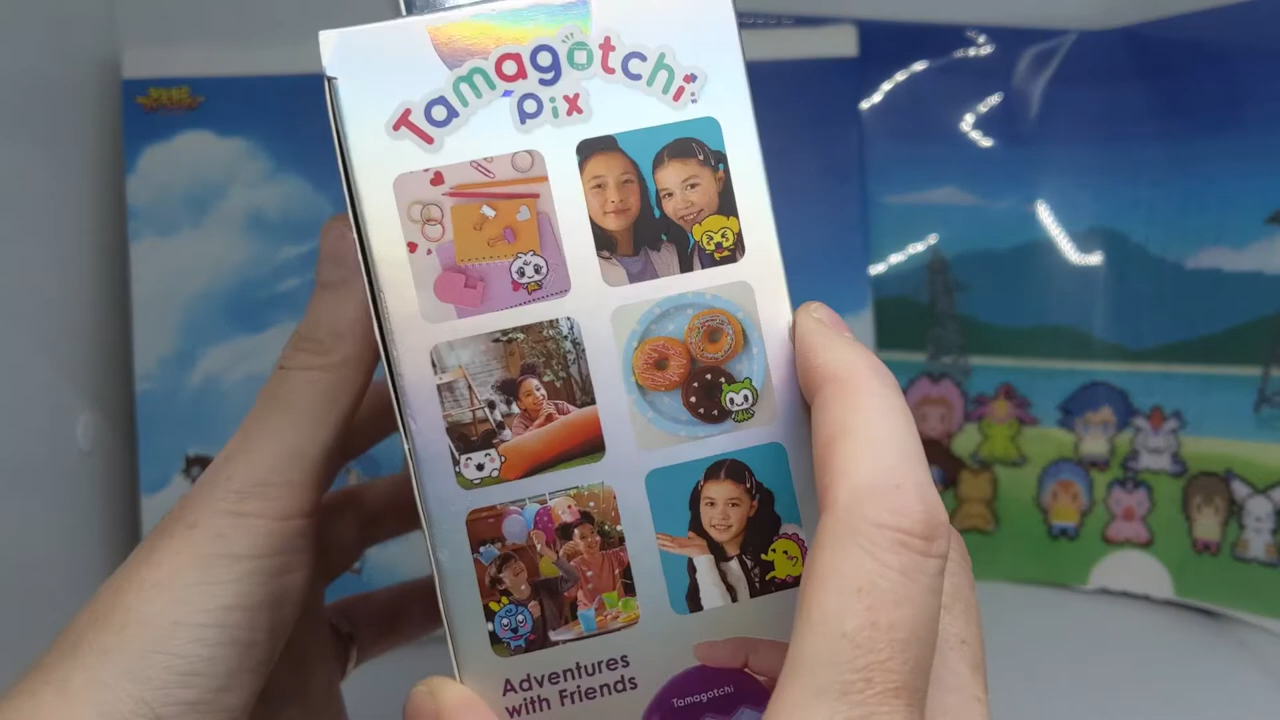 Tamagotchi
Pix
Adventures
with Friends
Tamagotchi